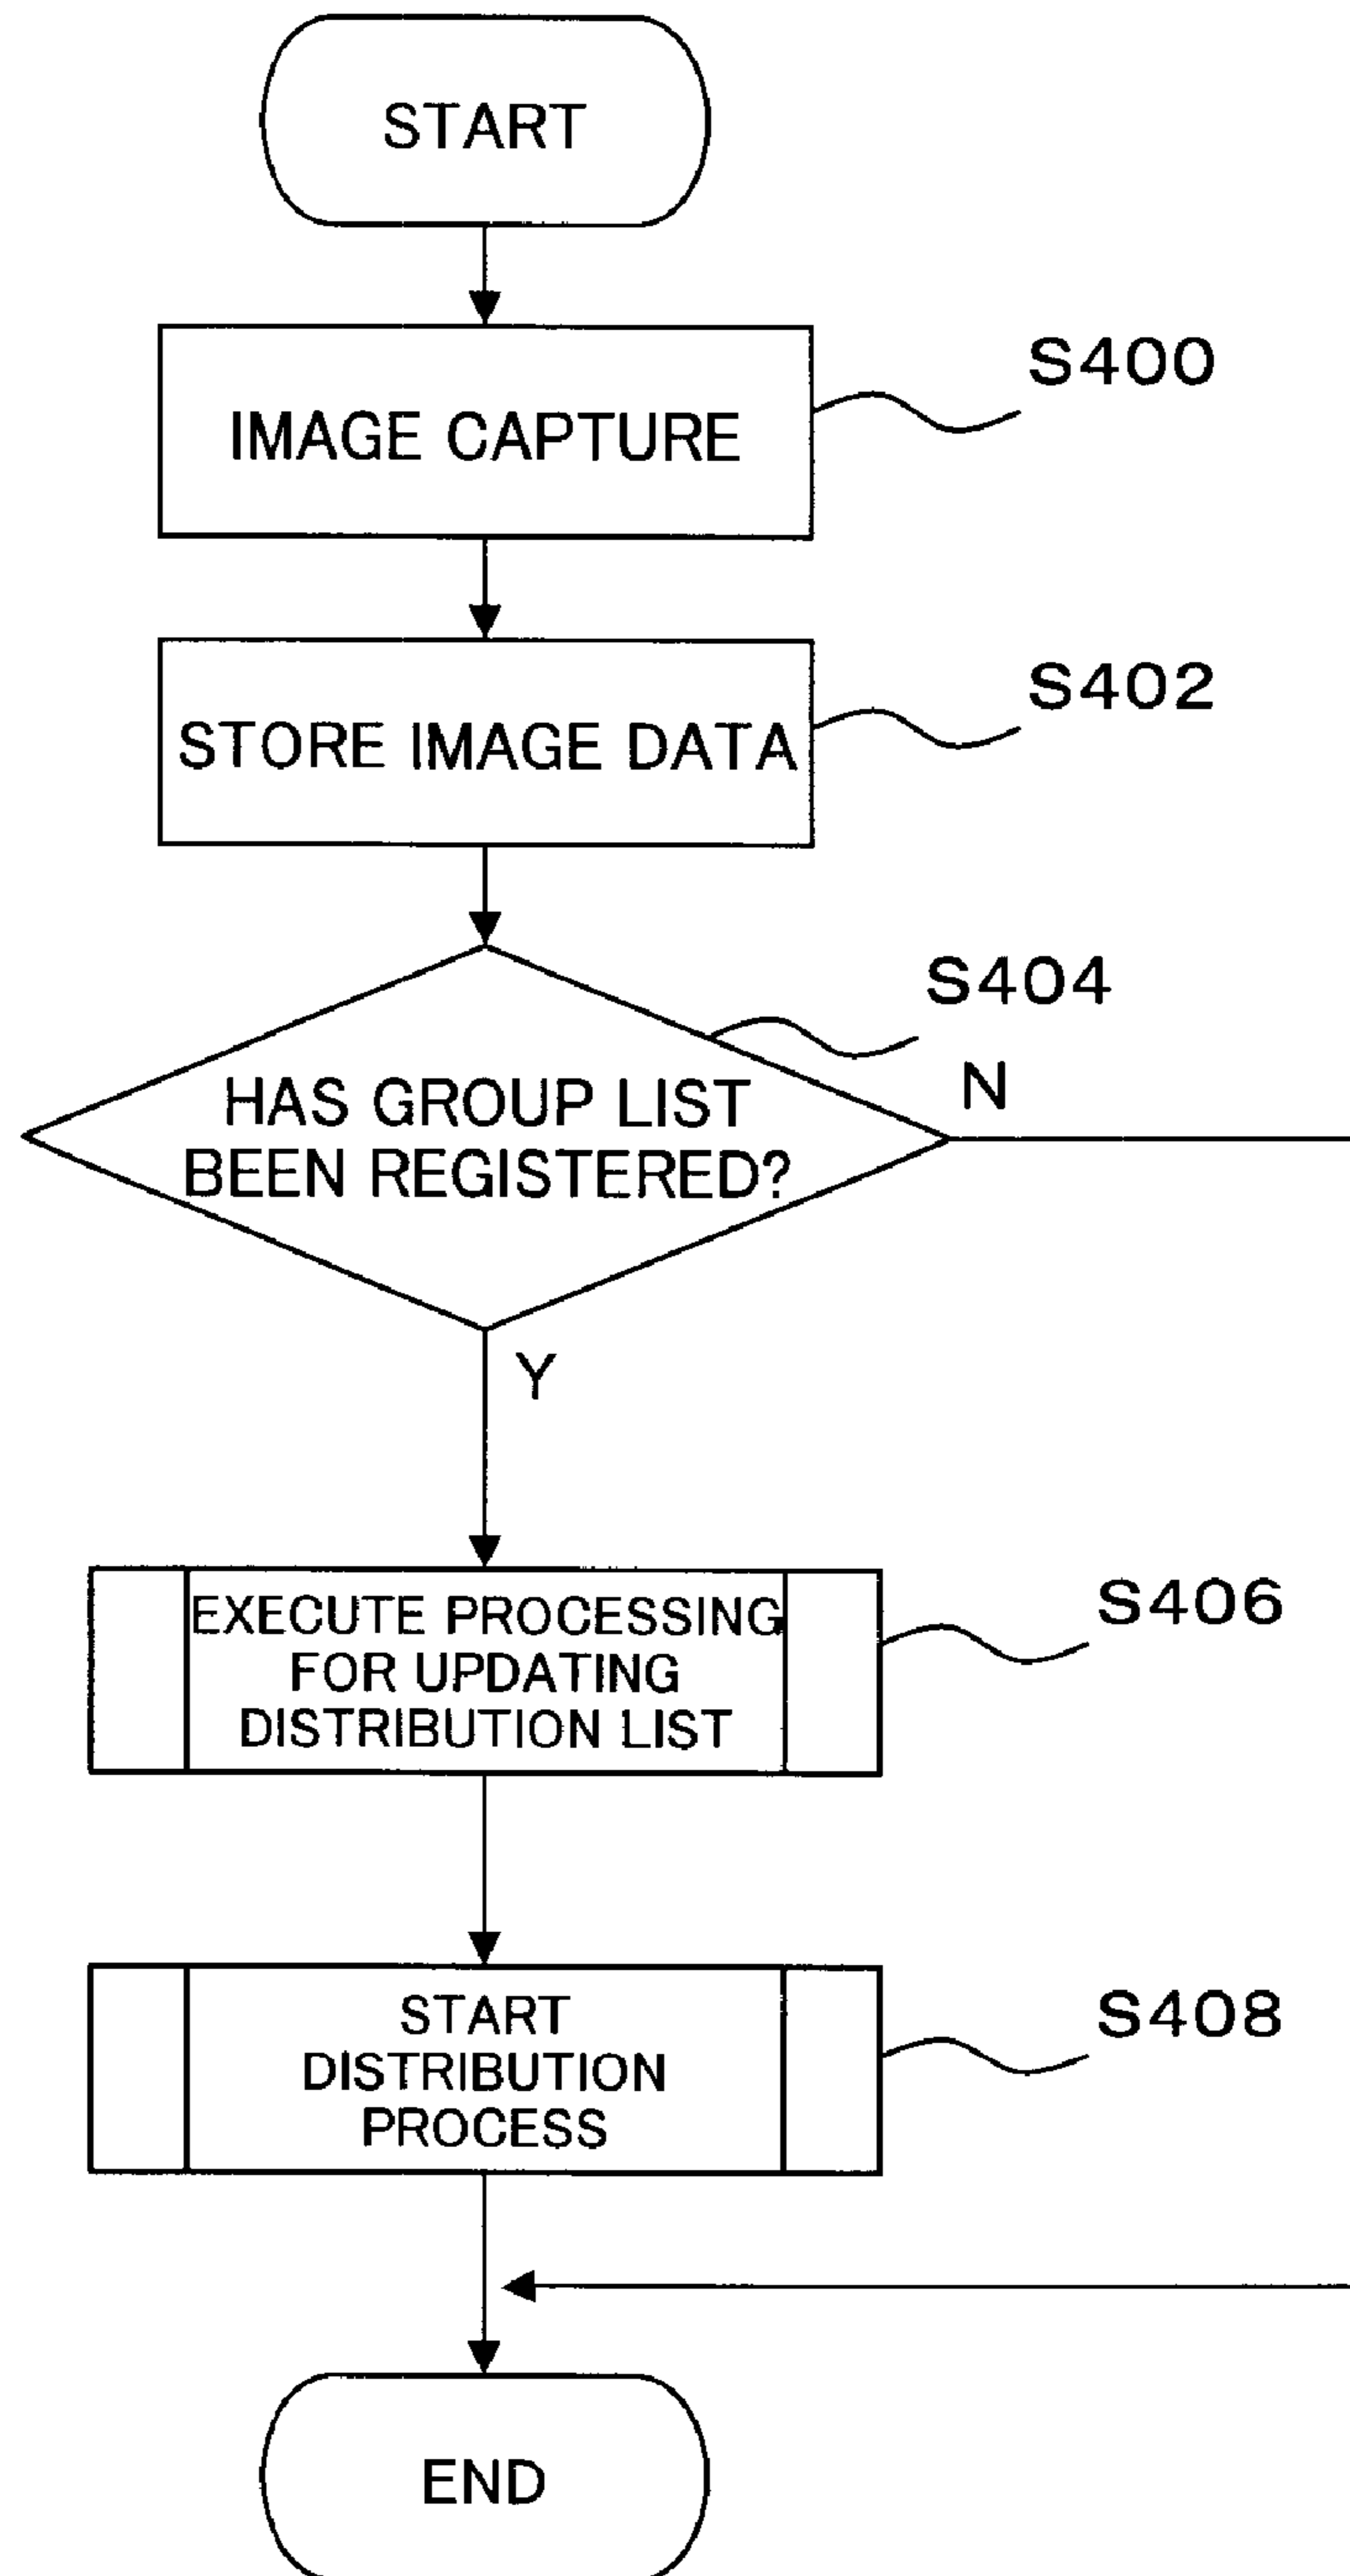 START
IMAGE CAPTURE
S400
STORE IMAGE DATA
S402
S404
HAS GROUP LIST
BEEN REGISTERED?
N
Y
EXECUTE PROCESSING
FOR UPDATING
DISTRIBUTION LIST
S406
START
DISTRIBUTION
PROCESS
S408
END